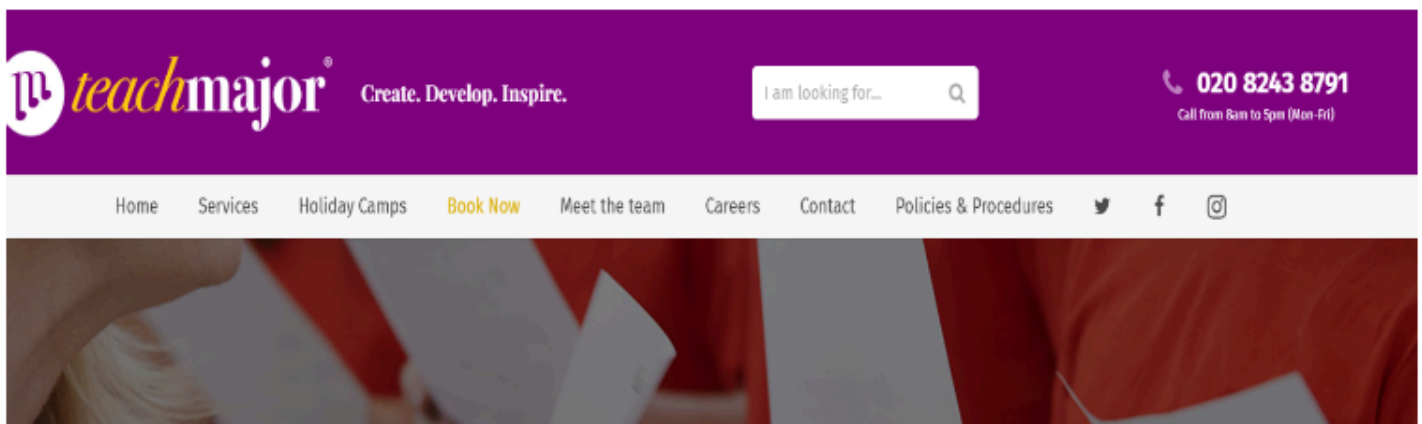 m teachmajor®
Create. Develop. Inspire.
I am looking for...
020 8243 8791
Call from 8am to 5pm (Mon-Fri)
Home Services Holiday Camps Book Now Meet the team Careers Contact Policies & Procedures